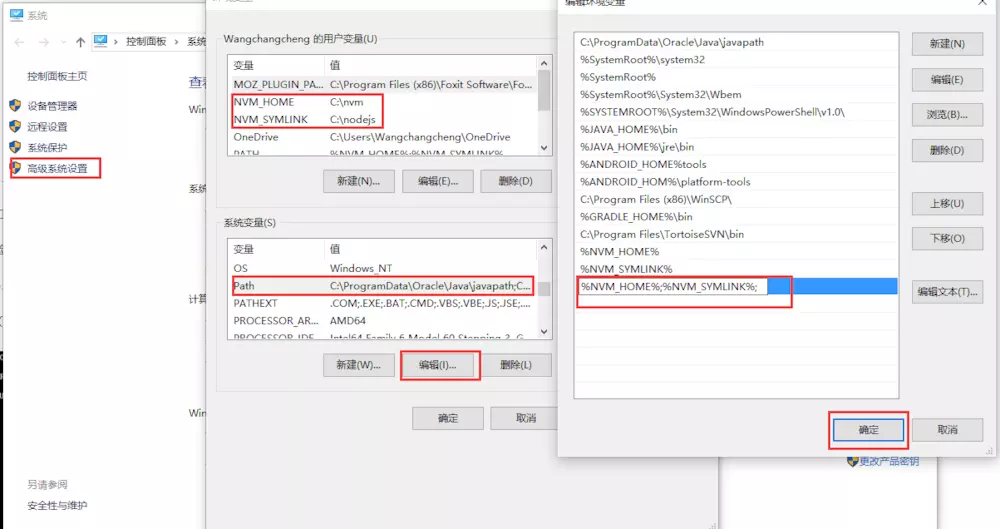 系统
控制面板
系统
控制面板主页
设备管理器
远程设置
系统保护
高级系统设置
查看
Win
系统
计算
Win
另请参阅
安全性与维护
Wangchangcheng 的用户变量(U)
变量 值
MOZ_PLUGIN_PA... C:\Program Files (x86)\Foxit Software\Fo...
NVM_HOME C:\nvm
NVM_SYMLINK C:\nodejs
OneDrive C:\Users\Wangchangcheng\OneDrive
PATH %NVM_HOME%;%NVM_SYMLINK%
新建(N)... 编辑(E)... 删除(D)
系统变量(S)
变量 值
OS Windows_NT
Path C:\ProgramData\Oracle\Java\javapath;C...
PATHEXT .COM;.EXE;.BAT;.CMD;.VBS;.VBE;.JS;.JSE;...
PROCESSOR_AR... AMD64
PROCESSOR_IDE Intel64 Family 6 Model 60 Stepping 3, G
新建(W)... 编辑(I)... 删除(L)
确定 取消
编辑环境变量
C:\ProgramData\Oracle\Java\javapath
%SystemRoot%\system32
%SystemRoot%
%SystemRoot%\System32\Wbem
%SYSTEMROOT%\System32\WindowsPowerShell\v1.0\
%JAVA_HOME%\bin
%JAVA_HOME%\jre\bin
%ANDROID_HOME%tools
%ANDROID_HOM%\platform-tools
C:\Program Files (x86)\WinSCP\
%GRADLE_HOME%\bin
C:\Program Files\TortoiseSVN\bin
%NVM_HOME%
%NVM_SYMLINK%
%NVM_HOME%;%NVM_SYMLINK%;
新建(N)
编辑(E)
浏览(B)...
删除(D)
上移(U)
下移(O)
编辑文本(T)...
确定 取消
更改产品密钥